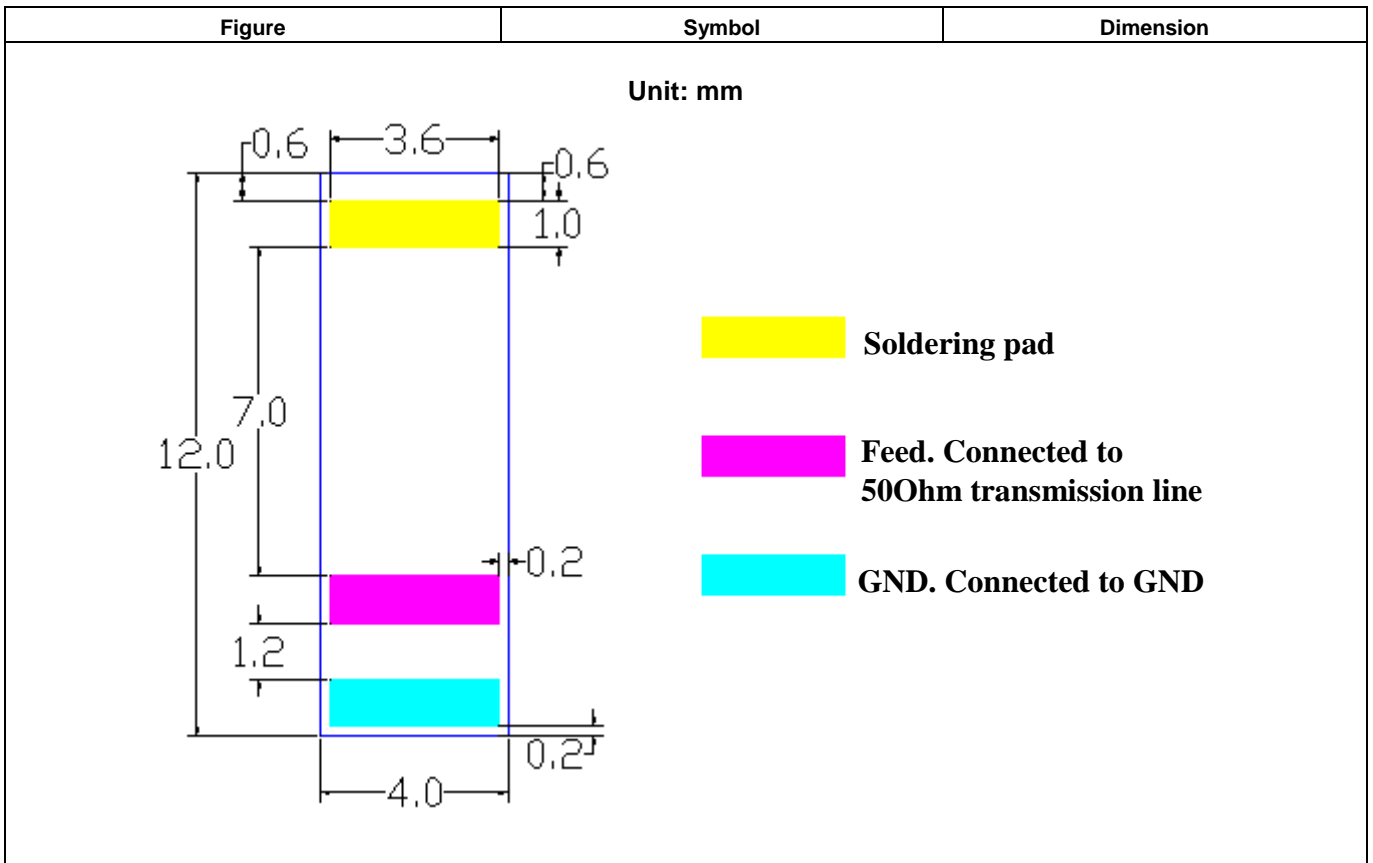 Figure Symbol Dimension
Unit: mm
0.6 3.6 0.6
1.0
Soldering pad
7.0
12.0
Feed. Connected to
50Ohm transmission line
0.2
GND. Connected to GND
1.2
0.2
4.0